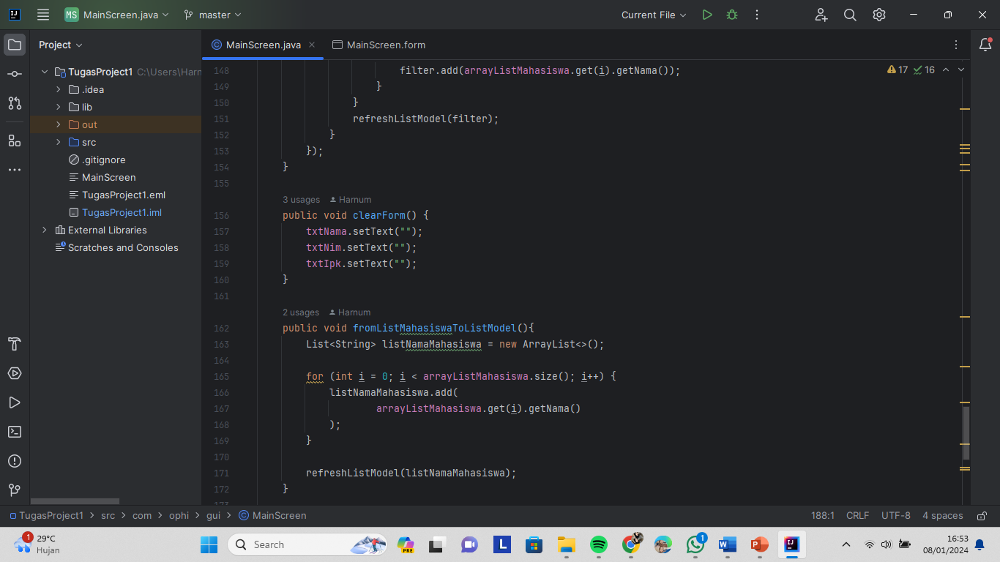 MS MainScreen.java master Current File
Project
MainScreen.java MainScreen.form
TugasProject1 C:\Users\Harn
.idea
lib
out
src
.gitignore
MainScreen
TugasProject1.eml
TugasProject1.iml
External Libraries
Scratches and Consoles
17 16
148 filter.add(arrayListMahasiswa.get(i).getNama());
149 }
150 }
151 refreshListModel(filter);
152 }
153 });
154 }
155
3 usages Harnum
156 public void clearForm() {
157 txtNama.setText("");
158 txtNim.setText("");
159 txtIpk.setText("");
160 }
161
2 usages Harnum
162 public void fromListMahasiswaToListModel(){
163 List<String> listNamaMahasiswa = new ArrayList<>();
164
165 for (int i = 0; i < arrayListMahasiswa.size(); i++) {
166 listNamaMahasiswa.add(
167 arrayListMahasiswa.get(i).getNama()
168 );
169 }
170
171 refreshListModel(listNamaMahasiswa);
172 }
173
TugasProject1 > src > com > ophi > gui > MainScreen 188:1 CRLF UTF-8 4 spaces
1 29°C
Hujan
Search
PRE
L
1
W
P
IJ
16:53
08/01/2024